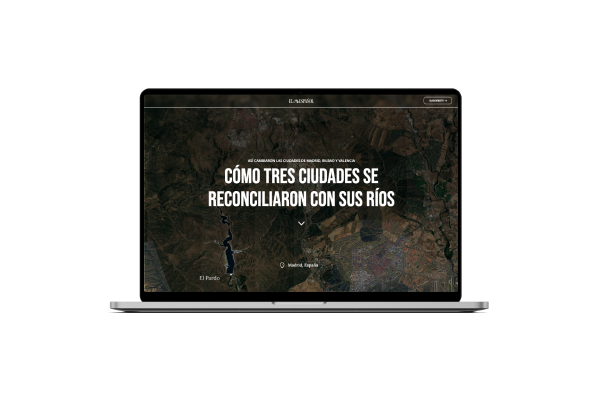 EL ESPAÑOL
ASÍ CAMBIARON LAS CIUDADES DE MADRID, BILBAO Y VALENCIA
CÓMO TRES CIUDADES SE
RECONCILIARON CON SUS RÍOS
Madrid, España
El Pardo